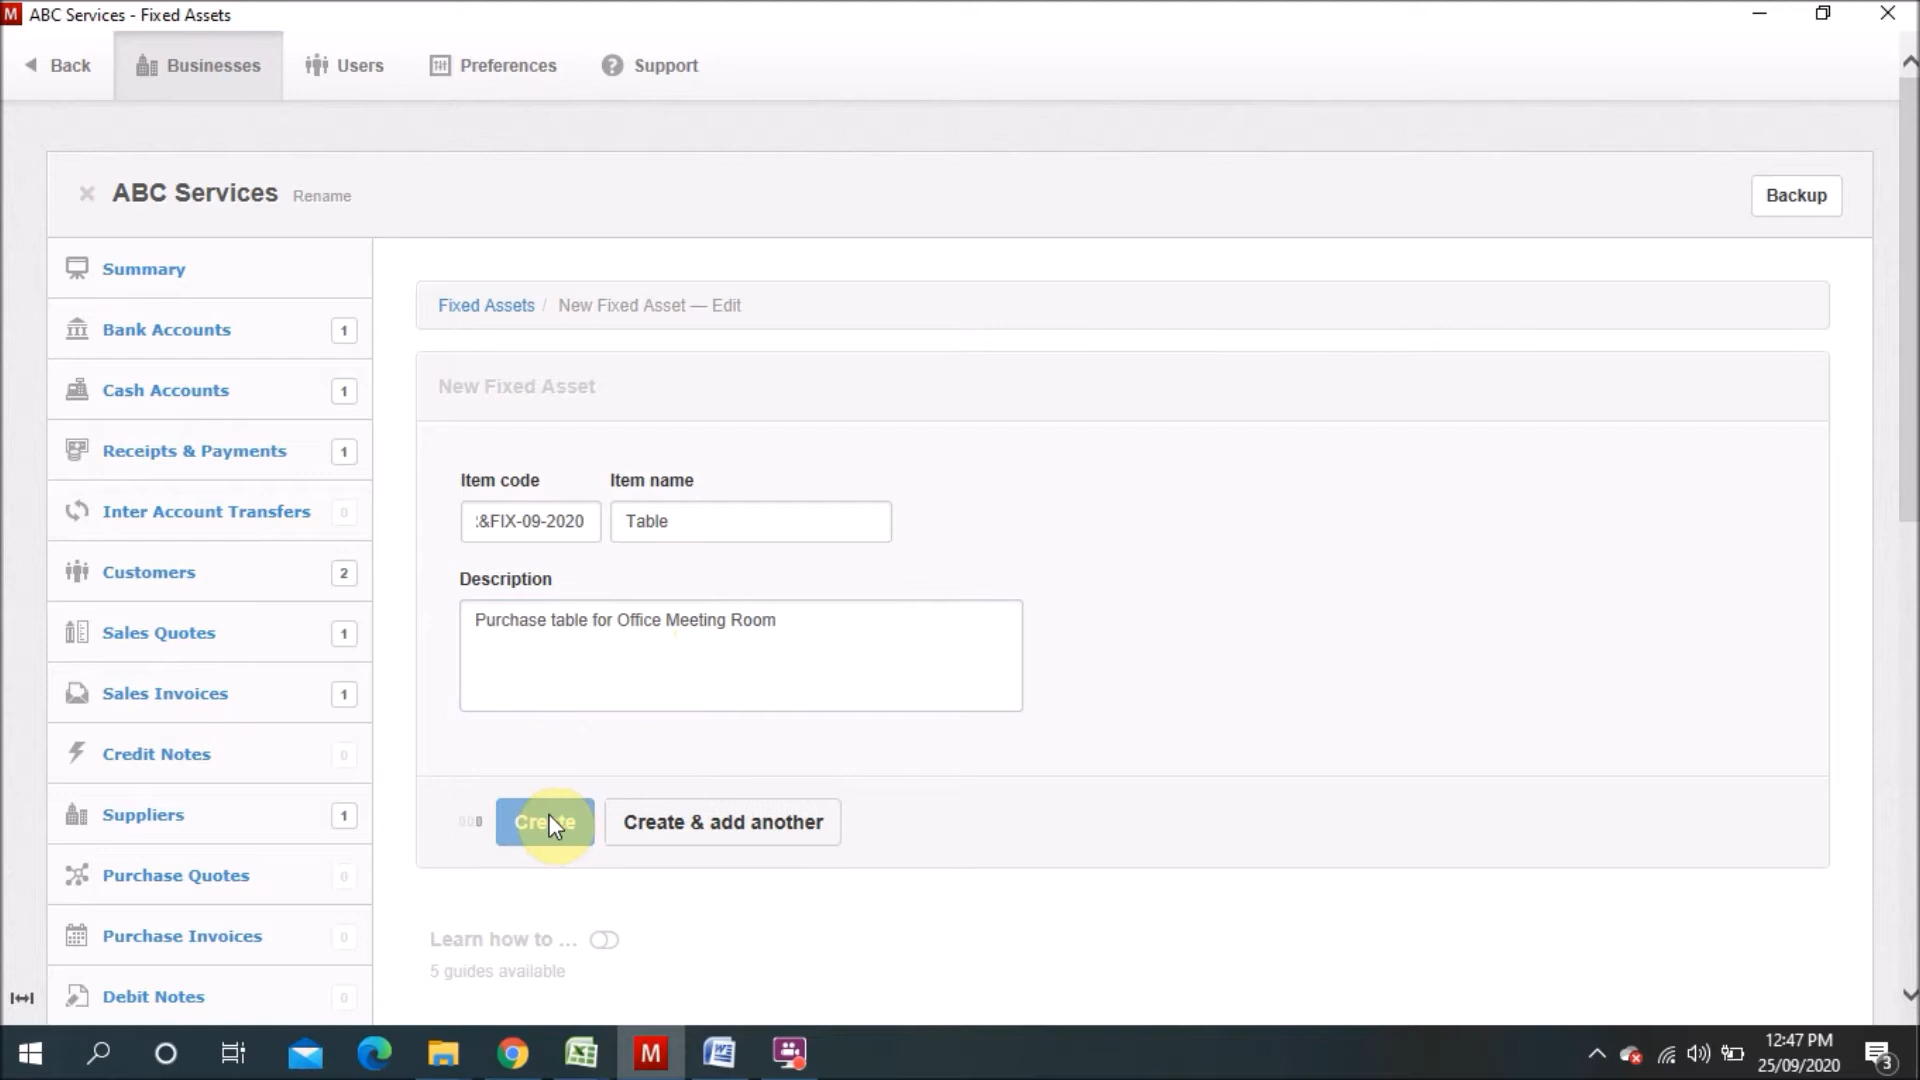 M ABC Services - Fixed Assets
Back
Businesses
Users
Preferences
? Support
ABC Services Rename
Backup
Summary
Bank Accounts 1
Cash Accounts 1
Receipts & Payments 1
Inter Account Transfers 0
Customers 2
Sales Quotes 1
Sales Invoices 1
Credit Notes 0
Suppliers 1
Purchase Quotes 0
Purchase Invoices 0
Debit Notes 0
Fixed Assets / New Fixed Asset — Edit
New Fixed Asset
Item code Item name
&FIX-09-2020 Table
Description
Purchase table for Office Meeting Room
Create Create & add another
Learn how to ...
5 guides available
M
12:47 PM
25/09/2020
3